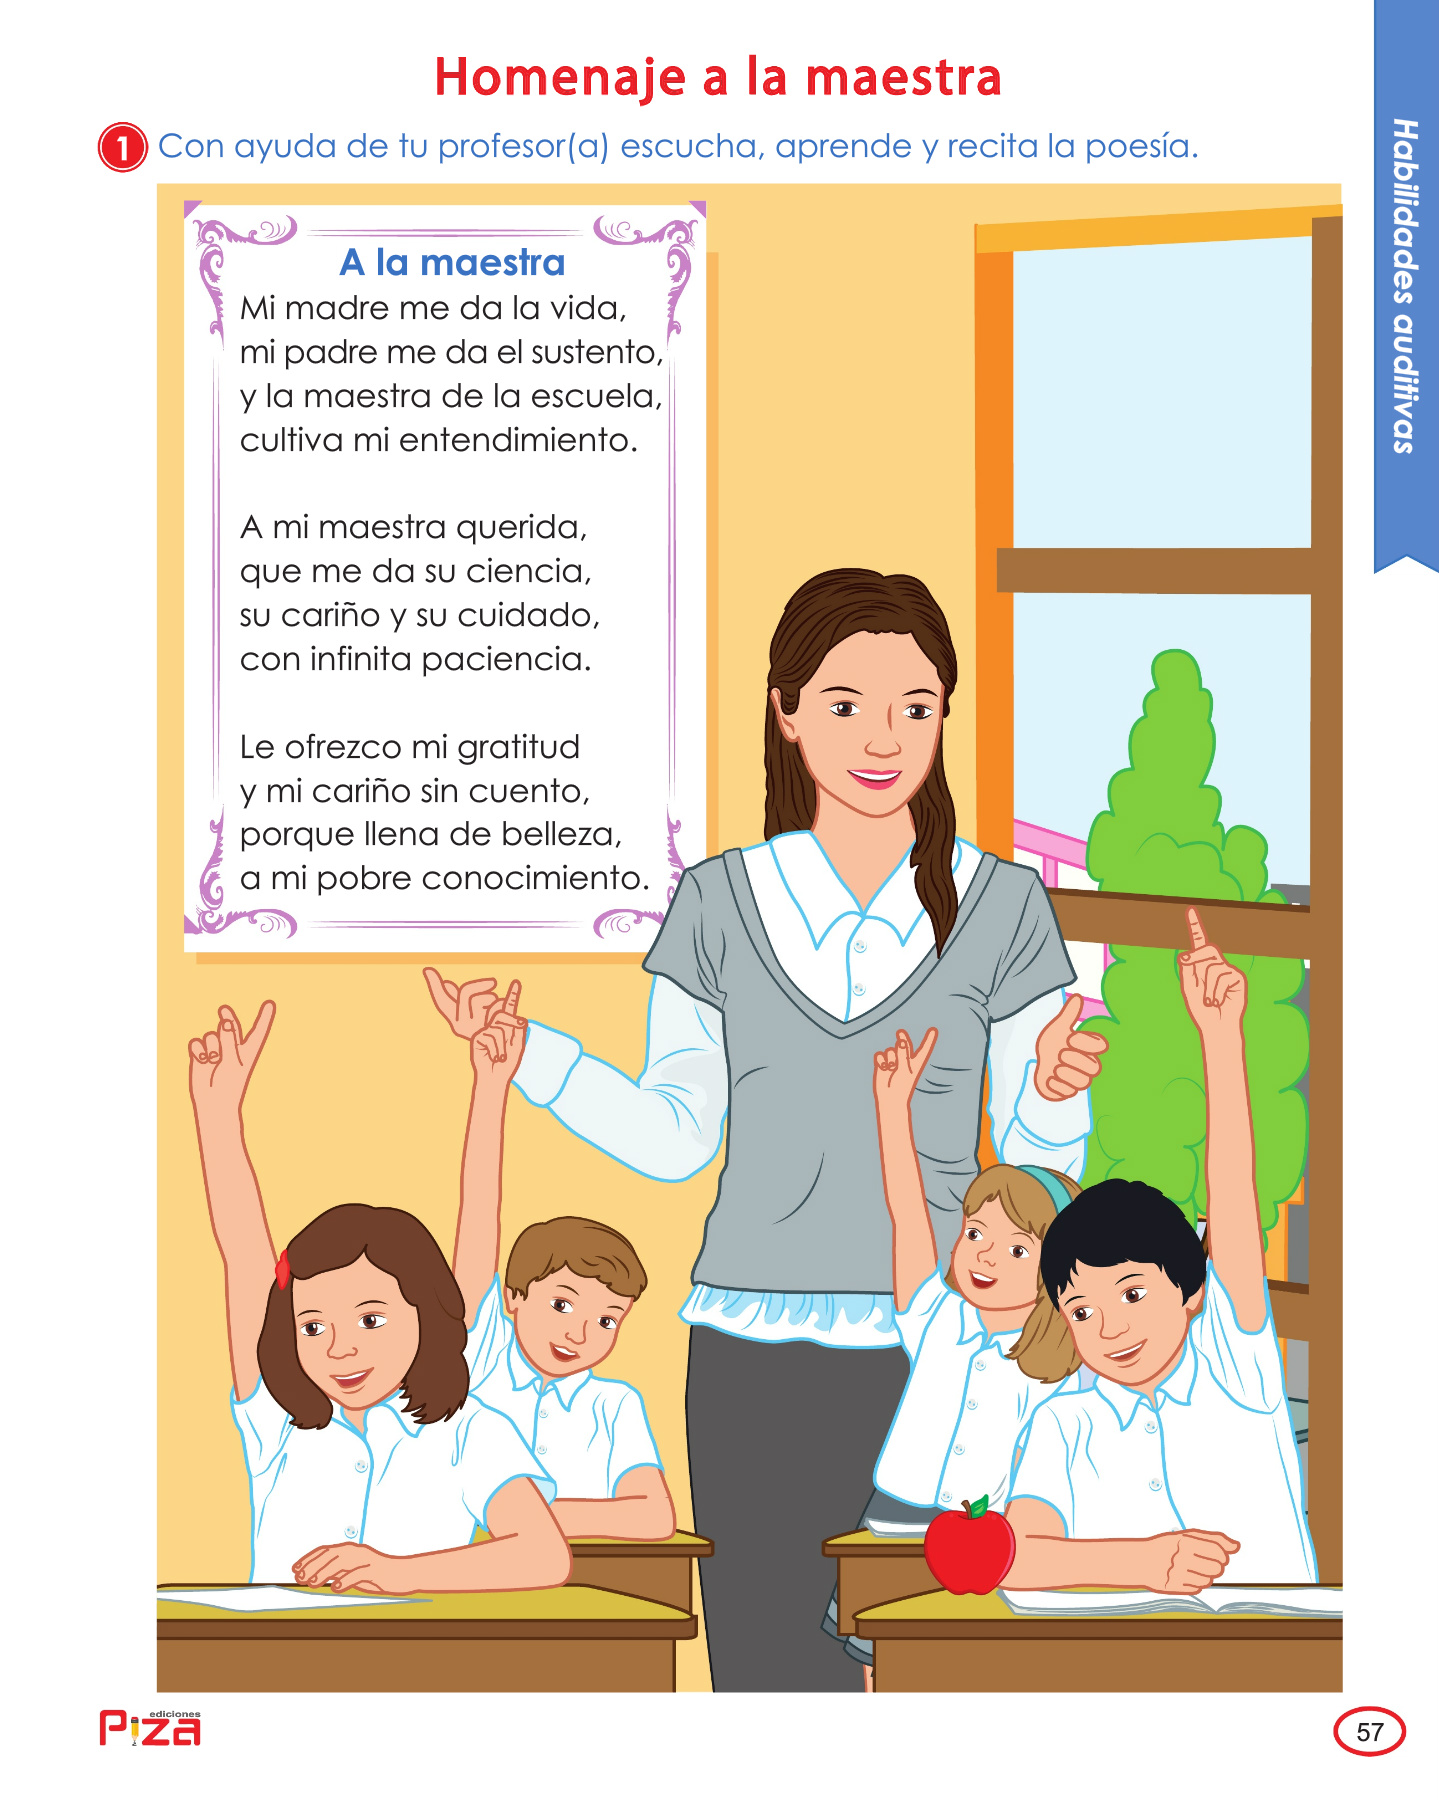 Homenaje a la maestra
1 Con ayuda de tu profesor(a) escucha, aprende y recita la poesía.
Habilidades auditivas
A la maestra
Mi madre me da la vida,
mi padre me da el sustento,
y la maestra de la escuela,
cultiva mi entendimiento.
A mi maestra querida,
que me da su ciencia,
su cariño y su cuidado,
con infinita paciencia.
Le ofrezco mi gratitud
y mi cariño sin cuento,
porque llena de belleza,
a mi pobre conocimiento.
ediciones
Piza
57